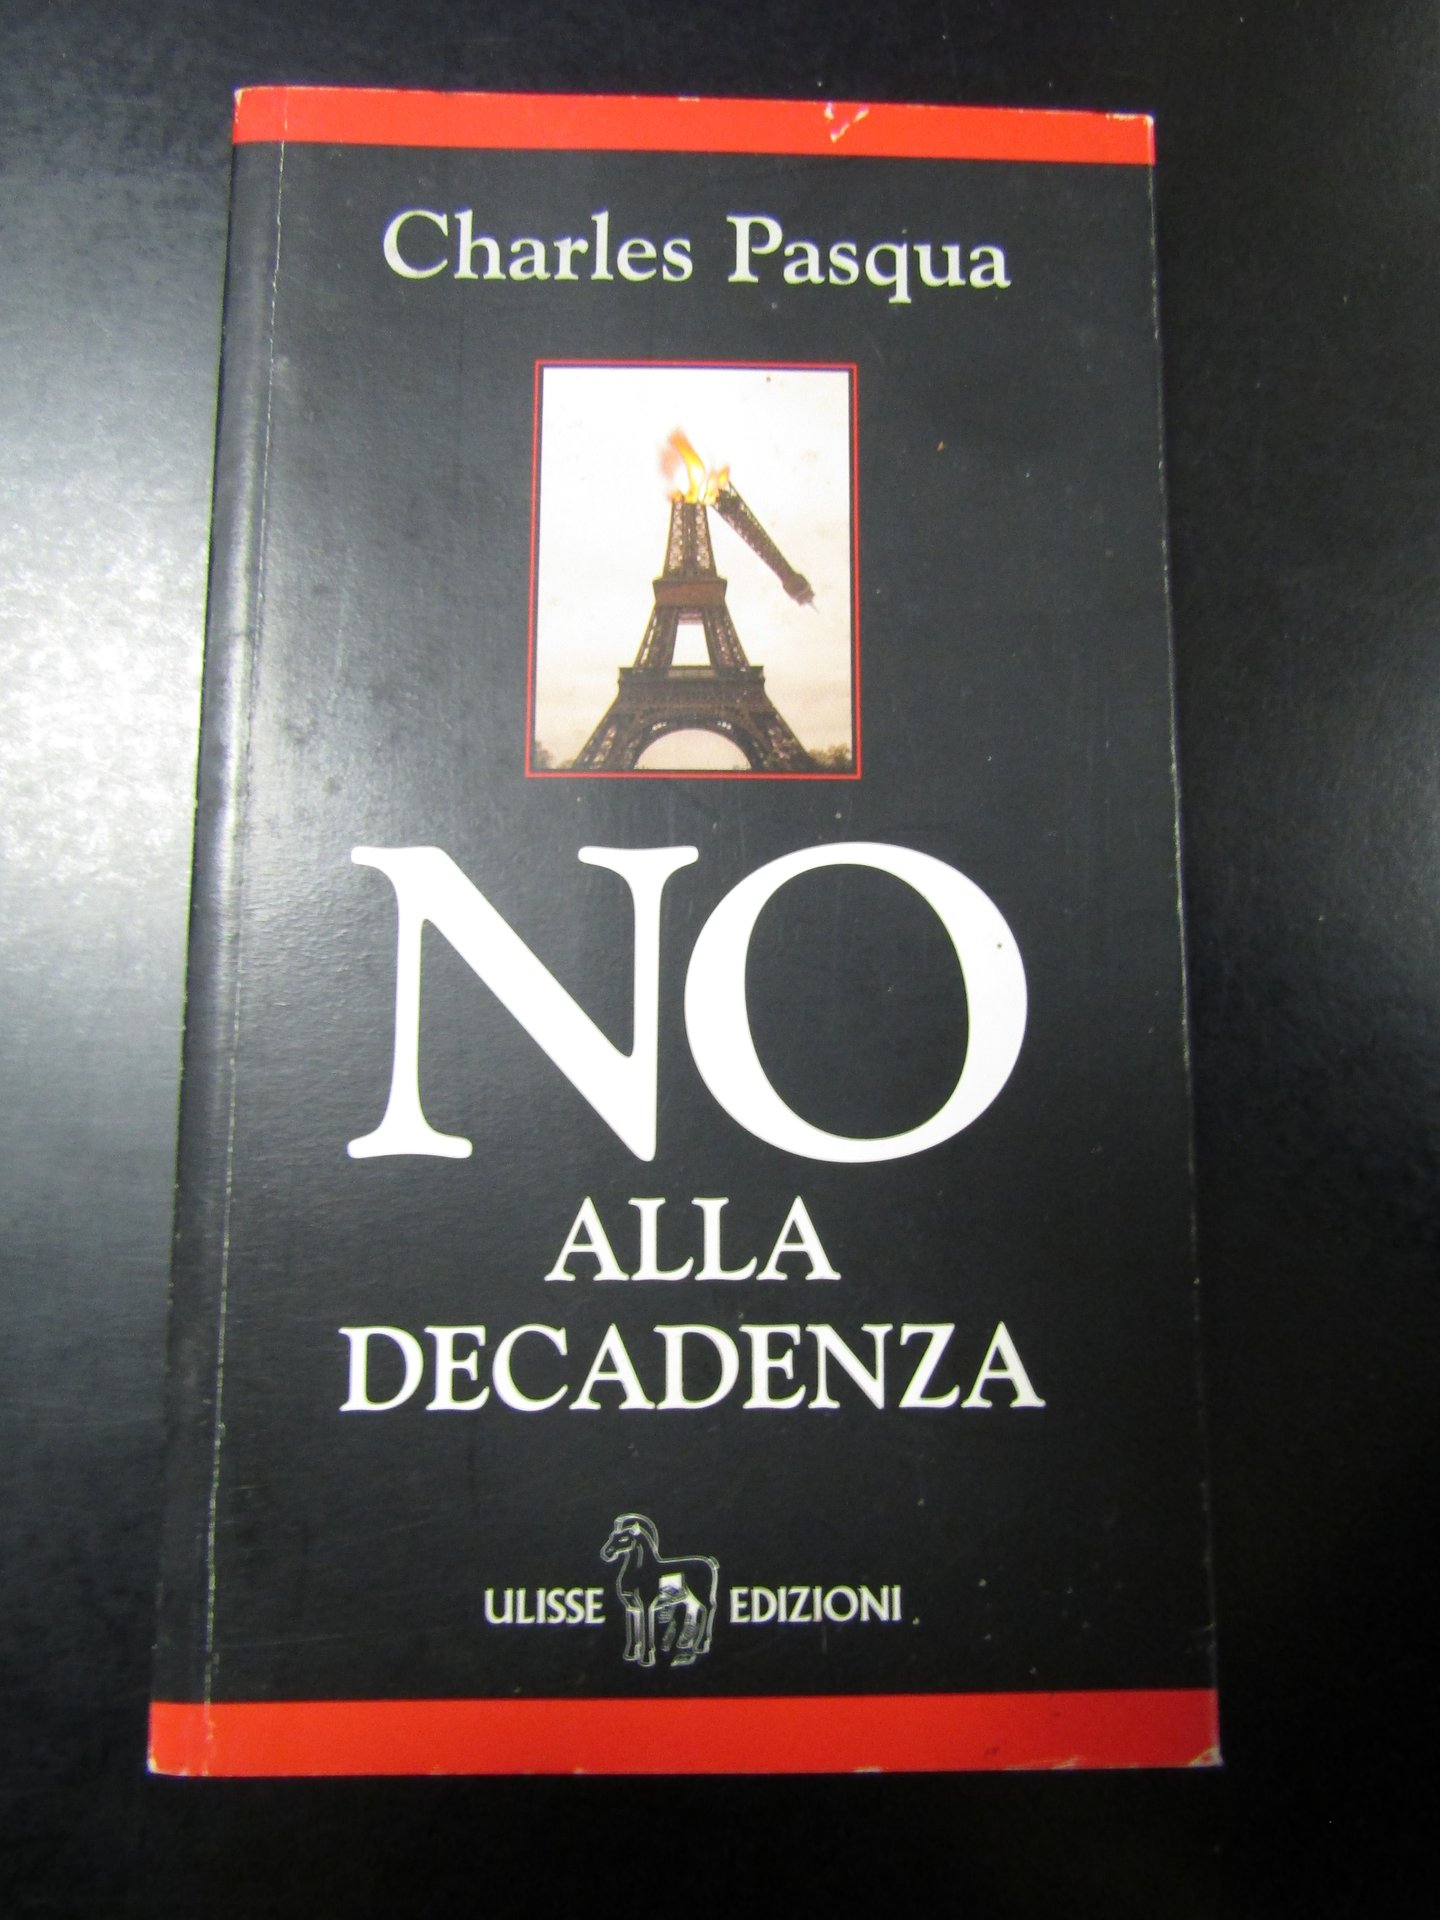 Charles Pasqua
NO
ALLA
DECADENZA
ULISSE EDIZIONI